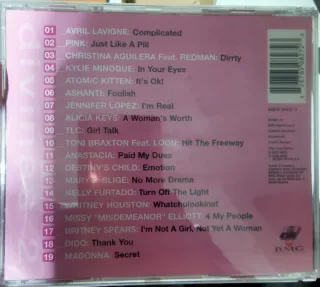 01 AVRIL LAVIGNE: Complicated
02 PINK: Just Like A Pill
03 CHRISTINA AGUILERA Feat. REDMAN: Dirrty
04 KYLIE MINOGUE: In Your Eyes
05 ATOMIC KITTEN: It's Ok!
06 ASHANTI: Foolish
07 JENNIFER LOPEZ: I'm Real
08 ALICIA KEYS: A Woman's Worth
09 TLC: Girl Talk
10 TONI BRAXTON Feat. LOON: Hit The Freeway
11 ANASTACIA: Paid My Dues
12 DESTINY'S CHILD: Emotion
13 MARY J BLIGE: No More Drama
14 NELLY FURTADO: Turn Off The Light
15 WHITNEY HOUSTON: Whatchulookinat
16 MISSY "MISDEMEANOR" ELLIOTT: 4 My People
17 BRITNEY SPEARS: I'm Not A Girl, Not Yet A Woman
18 DIDO: Thank You
19 MADONNA: Secret
BMG